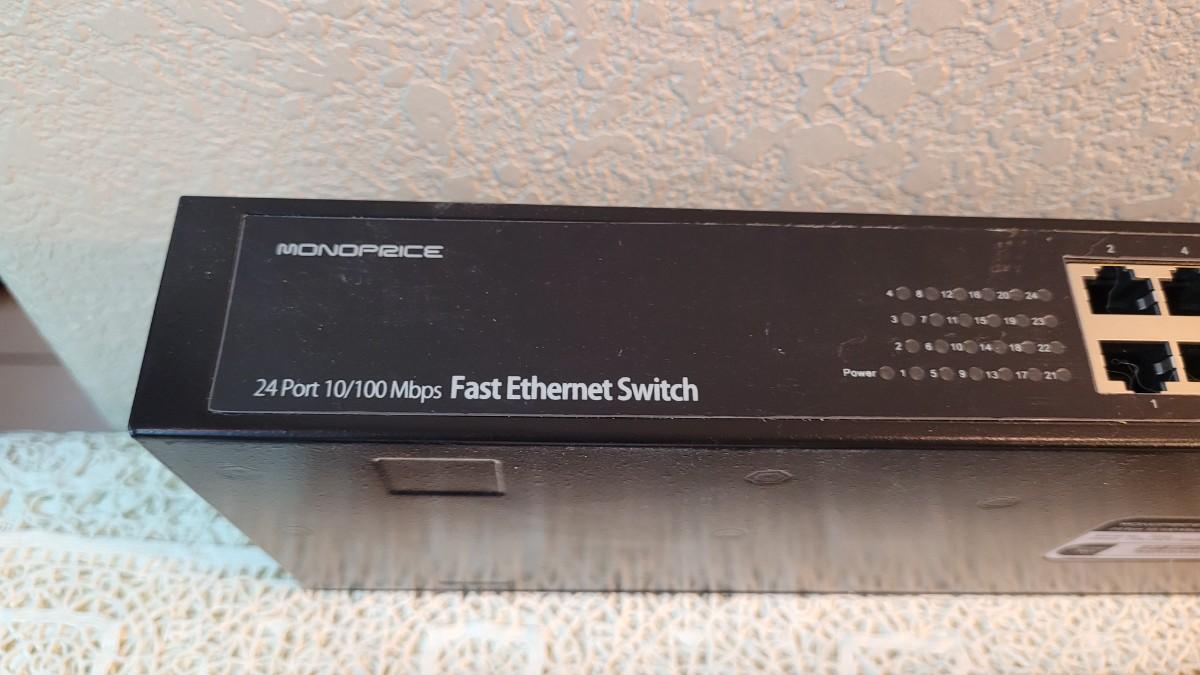 MONOPRICE
24 Port 10/100 Mbps Fast Ethernet Switch
4 8 12 16 20 24
3 7 11 15 19 23
2 6 10 14 18 22
Power 1 5 9 13 17 21
2 4
1